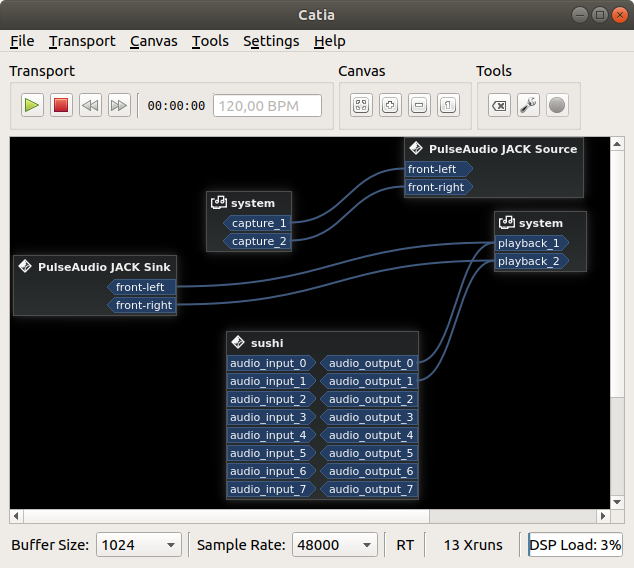 Catia
File Transport Canvas Tools Settings Help
Transport Canvas Tools
00:00:00 120,00 BPM
PulseAudio JACK Source
front-left
front-right
system
capture_1
capture_2
system
playback_1
playback_2
PulseAudio JACK Sink
front-left
front-right
sushi
audio_input_0 audio_output_0
audio_input_1 audio_output_1
audio_input_2 audio_output_2
audio_input_3 audio_output_3
audio_input_4 audio_output_4
audio_input_5 audio_output_5
audio_input_6 audio_output_6
audio_input_7 audio_output_7
Buffer Size: 1024 Sample Rate: 48000 RT 13 Xruns DSP Load: 3%